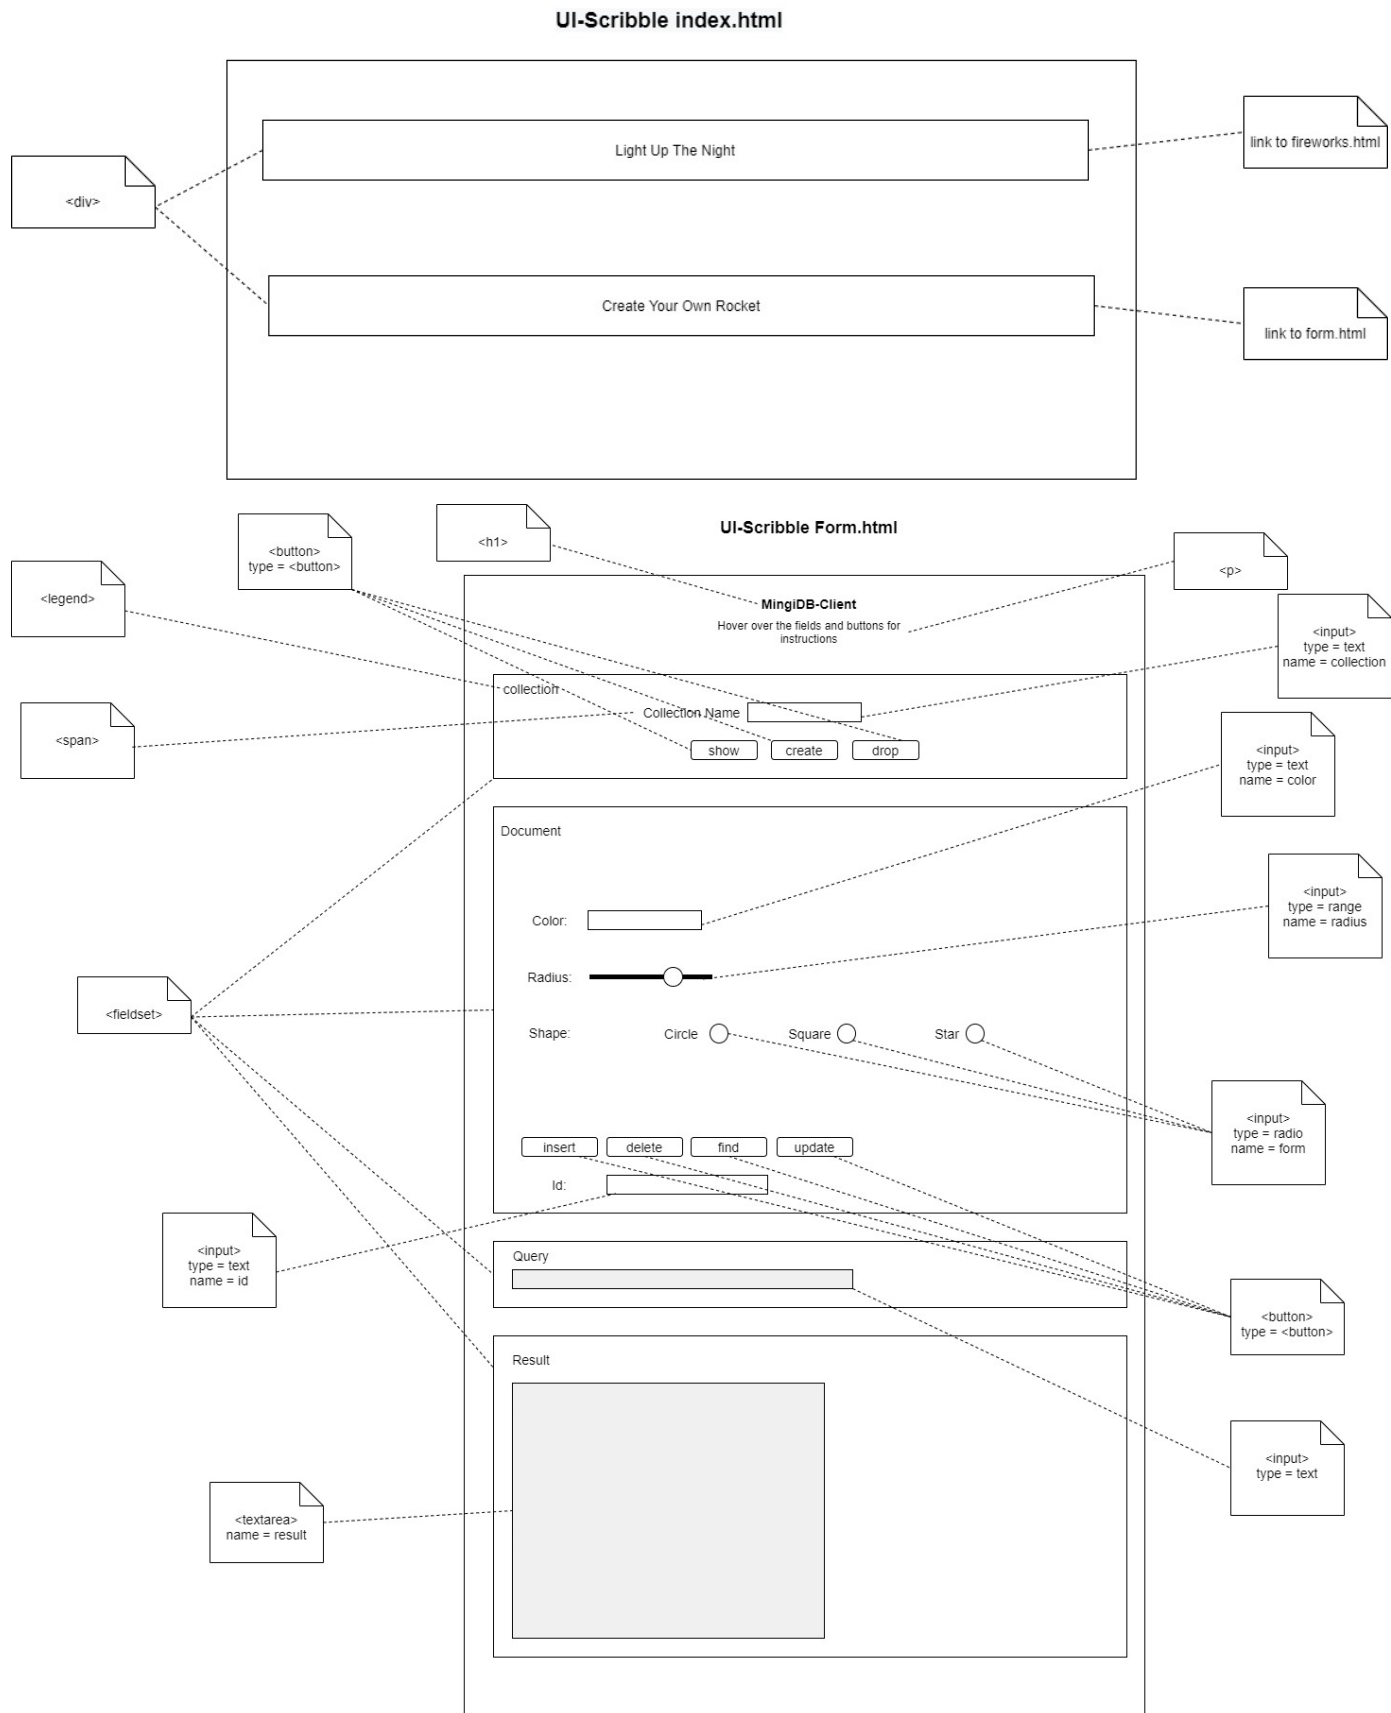 UI-Scribble index.html
Light Up The Night
link to fireworks.html
<div>
Create Your Own Rocket
link to form.html
UI-Scribble Form.html
<button>
type = <button>
<h1>
<p>
<legend>
MingiDB-Client
Hover over the fields and buttons for
instructions
<input>
type = text
name = collection
collection
Collection Name
<span>
show
create
drop
<input>
type = text
name = color
Document
Color:
<input>
type = range
name = radius
Radius:
<fieldset>
Shape:
Circle
Square
Star
<input>
type = radio
name = form
insert
delete
find
update
Id:
<input>
type = text
name = id
Query
<button>
type = <button>
Result
<input>
type = text
<textarea>
name = result